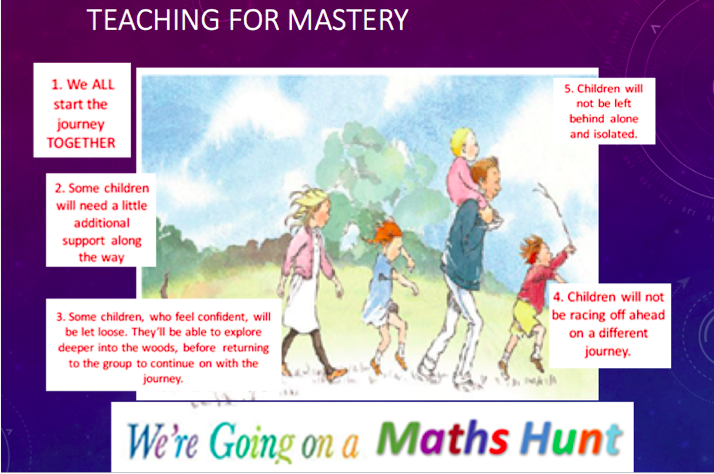 TEACHING FOR MASTERY
1. We ALL
start the
journey
TOGETHER
2. Some children
will need a little
additional
support along
the way
3. Some children, who feel confident, will
be let loose. They'll be able to explore
deeper into the woods, before returning
to the group to continue on with the
journey.
4. Children will not
be racing off ahead
on a different
journey.
5. Children will
not be left
behind alone
and isolated.
We're Going on a Maths Hunt